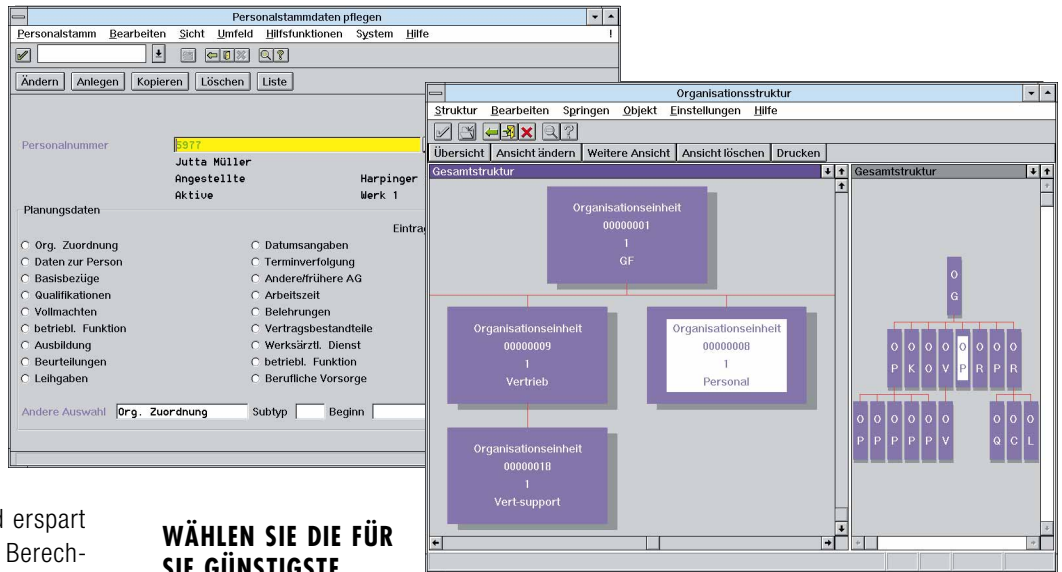 Personalstammdaten pflegen
Personalstamm Bearbeiten Sicht Umfeld Hilfsfunktionen System Hilfe !
Ändern Anlegen Kopieren Löschen Liste
Personalnummer 5977
Jutta Müller
Angestellte Harpinger
Aktive Werk 1
Planungsdaten
Eintrag
Org. Zuordnung Datumsangaben
Daten zur Person Terminverfolgung
Basisbezüge Andere/frühere AG
Qualifikationen Arbeitszeit
Vollmachten Belehrungen
betriebl. Funktion Vertragsbestandteile
Ausbildung Werksärztl. Dienst
Beurteilungen betriebl. Funktion
Leihgaben Berufliche Vorsorge
Andere Auswahl Org. Zuordnung Subtyp Beginn
Organisationsstruktur
Struktur Bearbeiten Springen Objekt Einstellungen Hilfe
Übersicht Ansicht ändern Weitere Ansicht Ansicht löschen Drucken
Gesamtstruktur
Organisationseinheit
00000001
1
GF
Organisationseinheit
00000009
1
Vertrieb
Organisationseinheit
00000008
1
Personal
Organisationseinheit
00000018
1
Vert-support
Gesamtstruktur
O
G
O O O O O O O O
P K O V P R P R
O O O O O O O O O
P P P P P V Q C L
d erspart
Berech-
WÄHLEN SIE DIE FÜR
SIE GÜNSTIGSTE